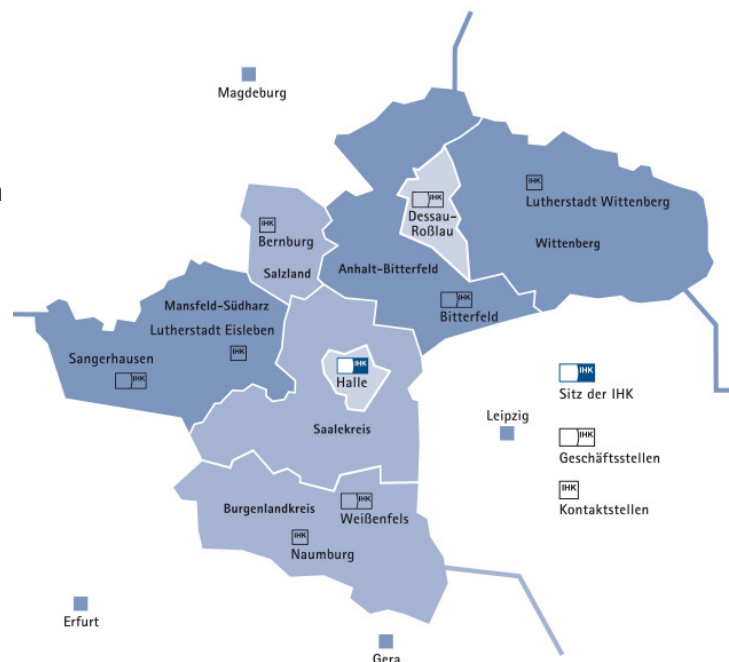 Magdeburg
n
IHK
Lutherstadt Wittenberg
Wittenberg
IHK
Dessau-
Roßlau
IHK
Bernburg
Salzland
Anhalt-Bitterfeld
IHK
Bitterfeld
Mansfeld-Südharz
Lutherstadt Eisleben
IHK
Sangerhausen
IHK
IHK
Halle
Saalekreis
Leipzig
IHK
Sitz der IHK
IHK
Geschäftsstellen
IHK
Kontaktstellen
Burgenlandkreis
IHK
Weißenfels
IHK
Naumburg
Erfurt
Gera